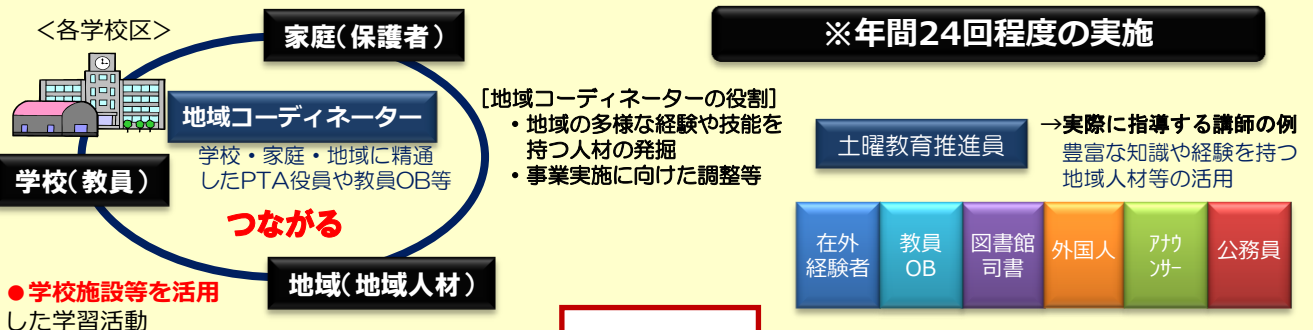 <各学校区>
家庭(保護者)
地域コーディネーター
学校・家庭・地域に精通
したPTA役員や教員OB等
学校(教員)
つながる
地域(地域人材)
●学校施設等を活用
した学習活動
[地域コーディネーターの役割]
・地域の多様な経験や技能を
持つ人材の発掘
・事業実施に向けた調整等
※年間24回程度の実施
土曜教育推進員
→実際に指導する講師の例
豊富な知識や経験を持つ
地域人材等の活用
在外
経験者
教員
OB
図書館
司書
外国人
アナウ
ンサー
公務員